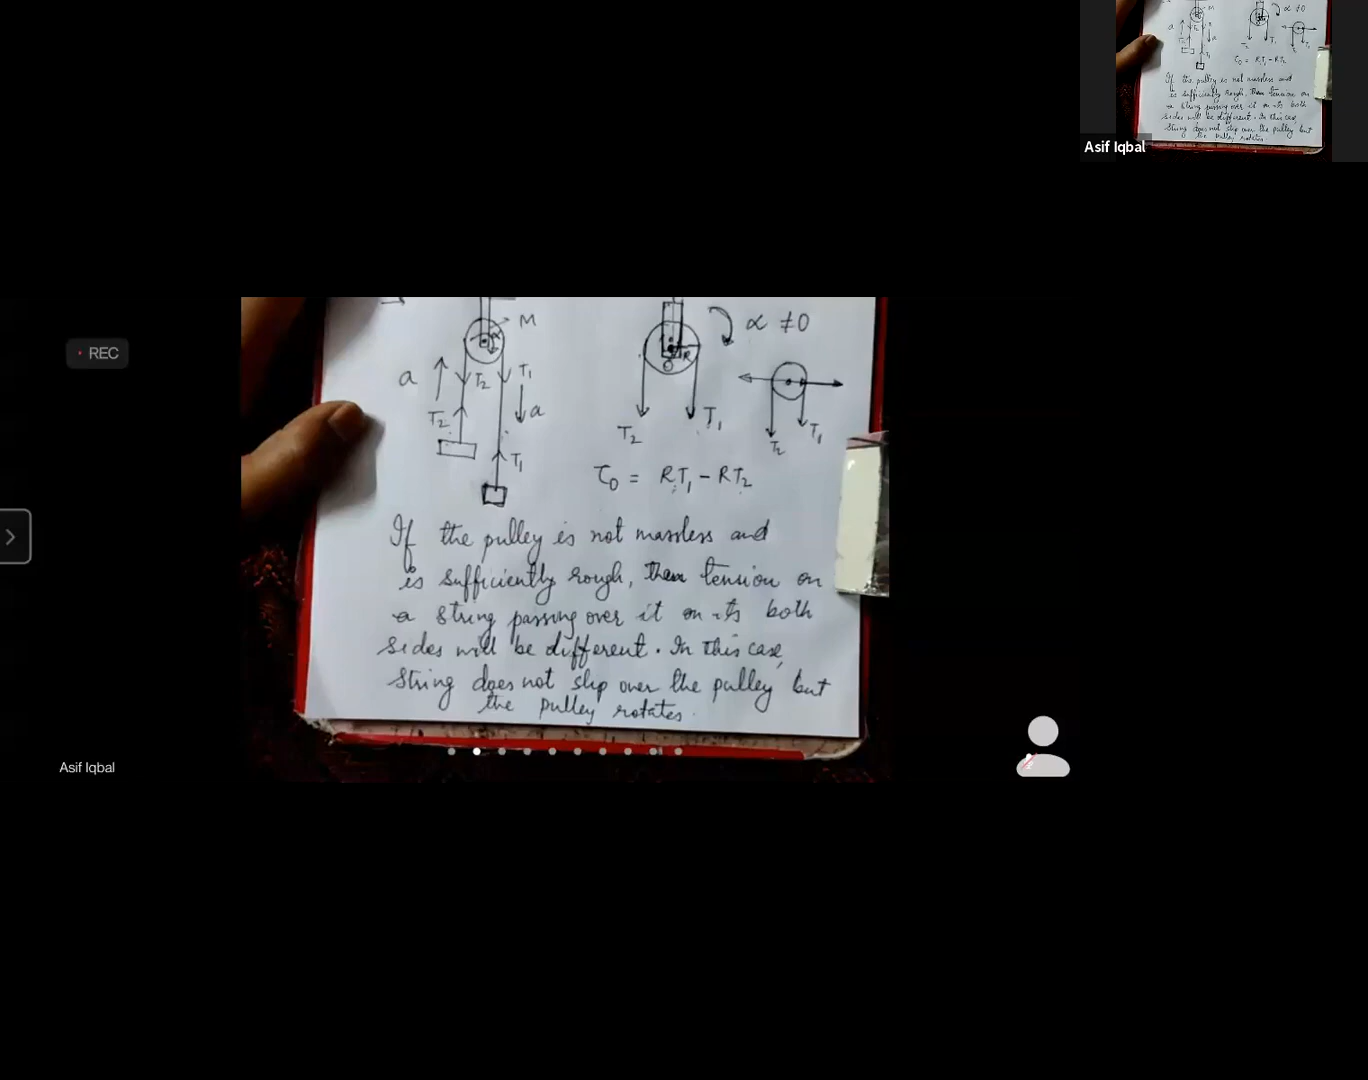 Asif Iqbal
REC
M
α ≠0
a
T2
T1
R
a
T2
O
T2
T1
T2
T1
T1
τ0 = RT1 - RT2
If the pulley is not massless and
is sufficiently rough, then tension on
a string passing over it on its both
sides will be different. In this case,
string does not slip over the pulley but
the pulley rotates.
Asif Iqbal